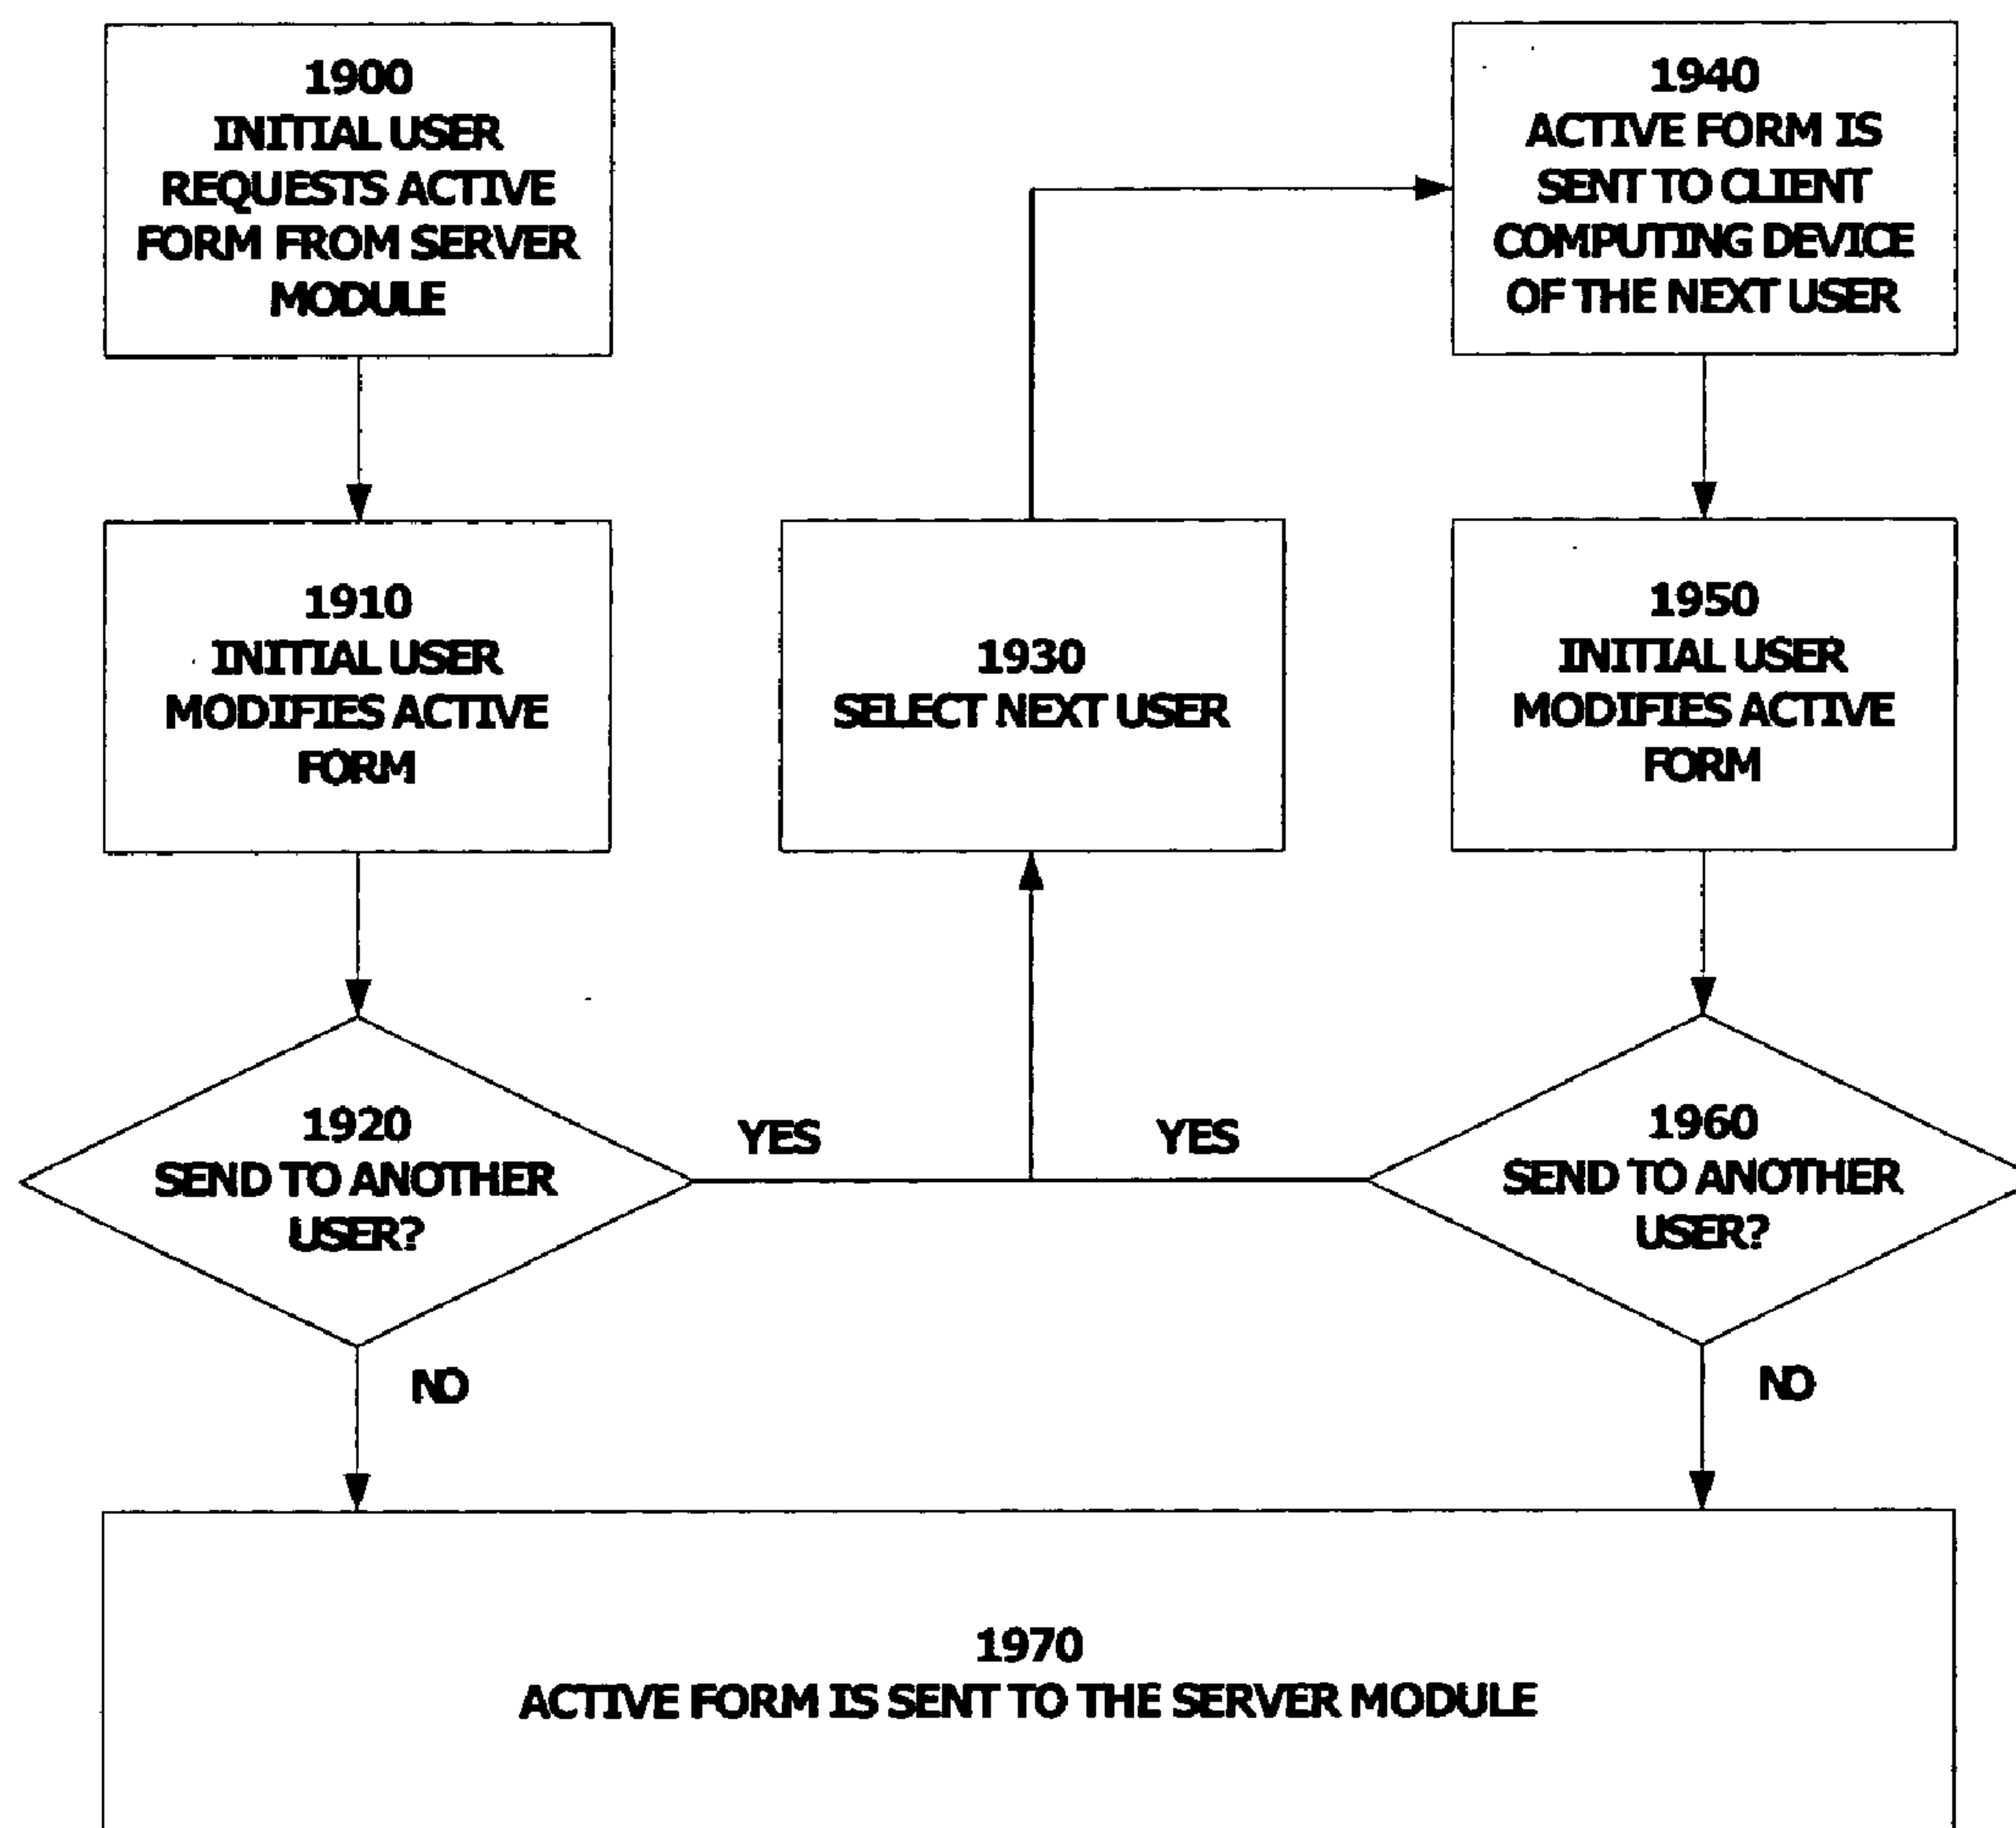 1900
INITIAL USER
REQUESTS ACTIVE
FORM FROM SERVER
MODULE
1940
ACTIVE FORM IS
SENT TO CLIENT
COMPUTING DEVICE
OF THE NEXT USER
1910
INITIAL USER
MODIFIES ACTIVE
FORM
1930
SELECT NEXT USER
1950
INITIAL USER
MODIFIES ACTIVE
FORM
1920
SEND TO ANOTHER
USER?
YES
YES
1960
SEND TO ANOTHER
USER?
NO
NO
1970
ACTIVE FORM IS SENT TO THE SERVER MODULE